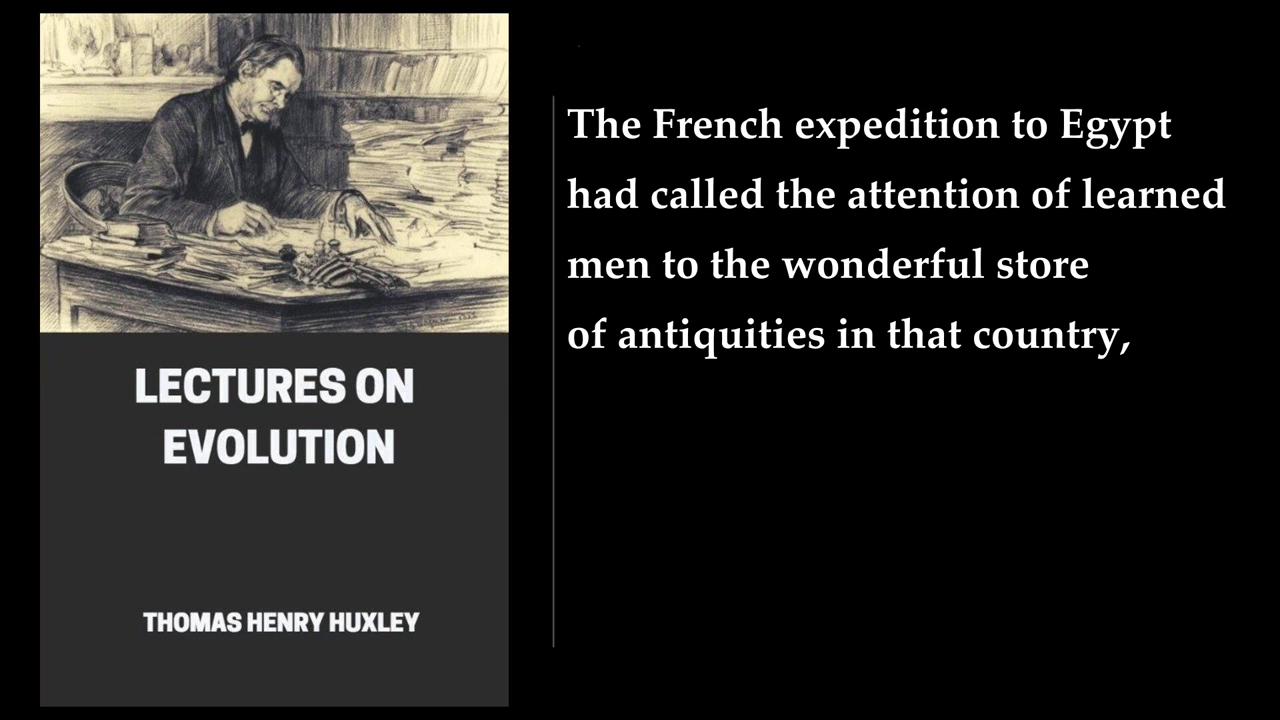 LECTURES ON
EVOLUTION
THOMAS HENRY HUXLEY
The French expedition to Egypt
had called the attention of learned
men to the wonderful store
of antiquities in that country,